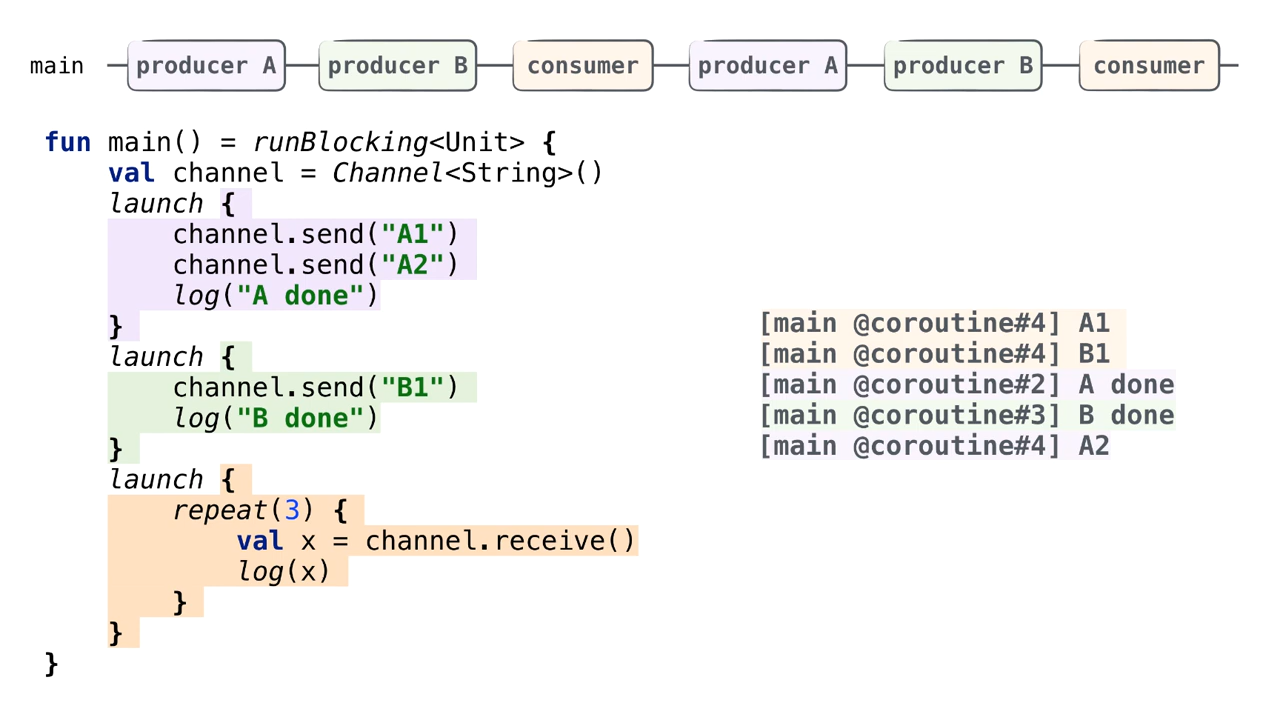 main producer A producer B consumer producer A producer B consumer
fun main() = runBlocking<Unit> {
    val channel = Channel<String>()
    launch {
        channel.send("A1")
        channel.send("A2")
        log("A done")
    }
    launch {
        channel.send("B1")
        log("B done")
    }
    launch {
        repeat(3) {
            val x = channel.receive()
            log(x)
        }
    }
}
[main @coroutine#4] A1
[main @coroutine#4] B1
[main @coroutine#2] A done
[main @coroutine#3] B done
[main @coroutine#4] A2